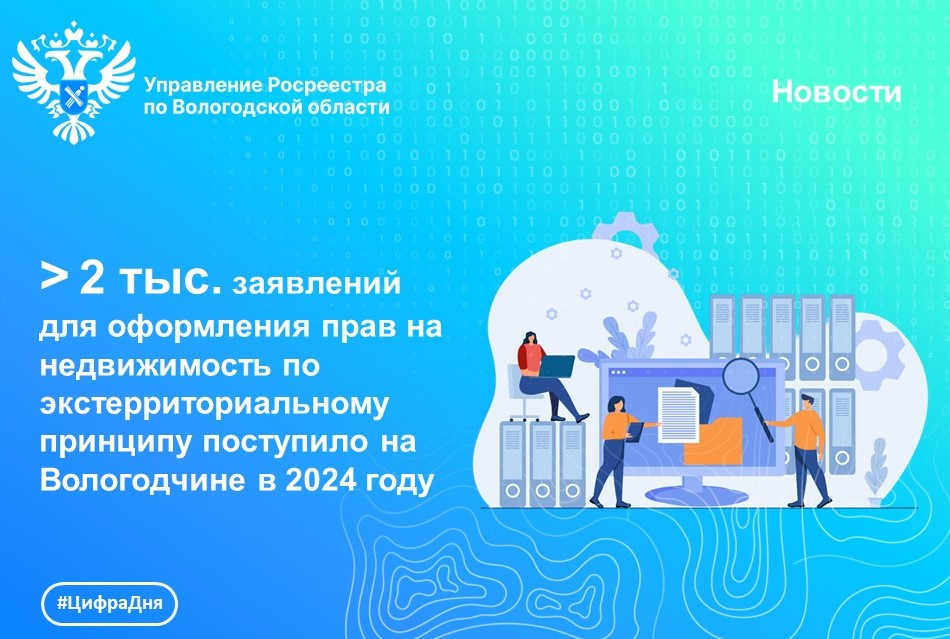 Управление Росреестра
по Вологодской области
Новости
> 2 тыс. заявлений
для оформления прав на
недвижимость по
экстерриториальному
принципу поступило на
Вологодчине в 2024 году
#ЦифраДня